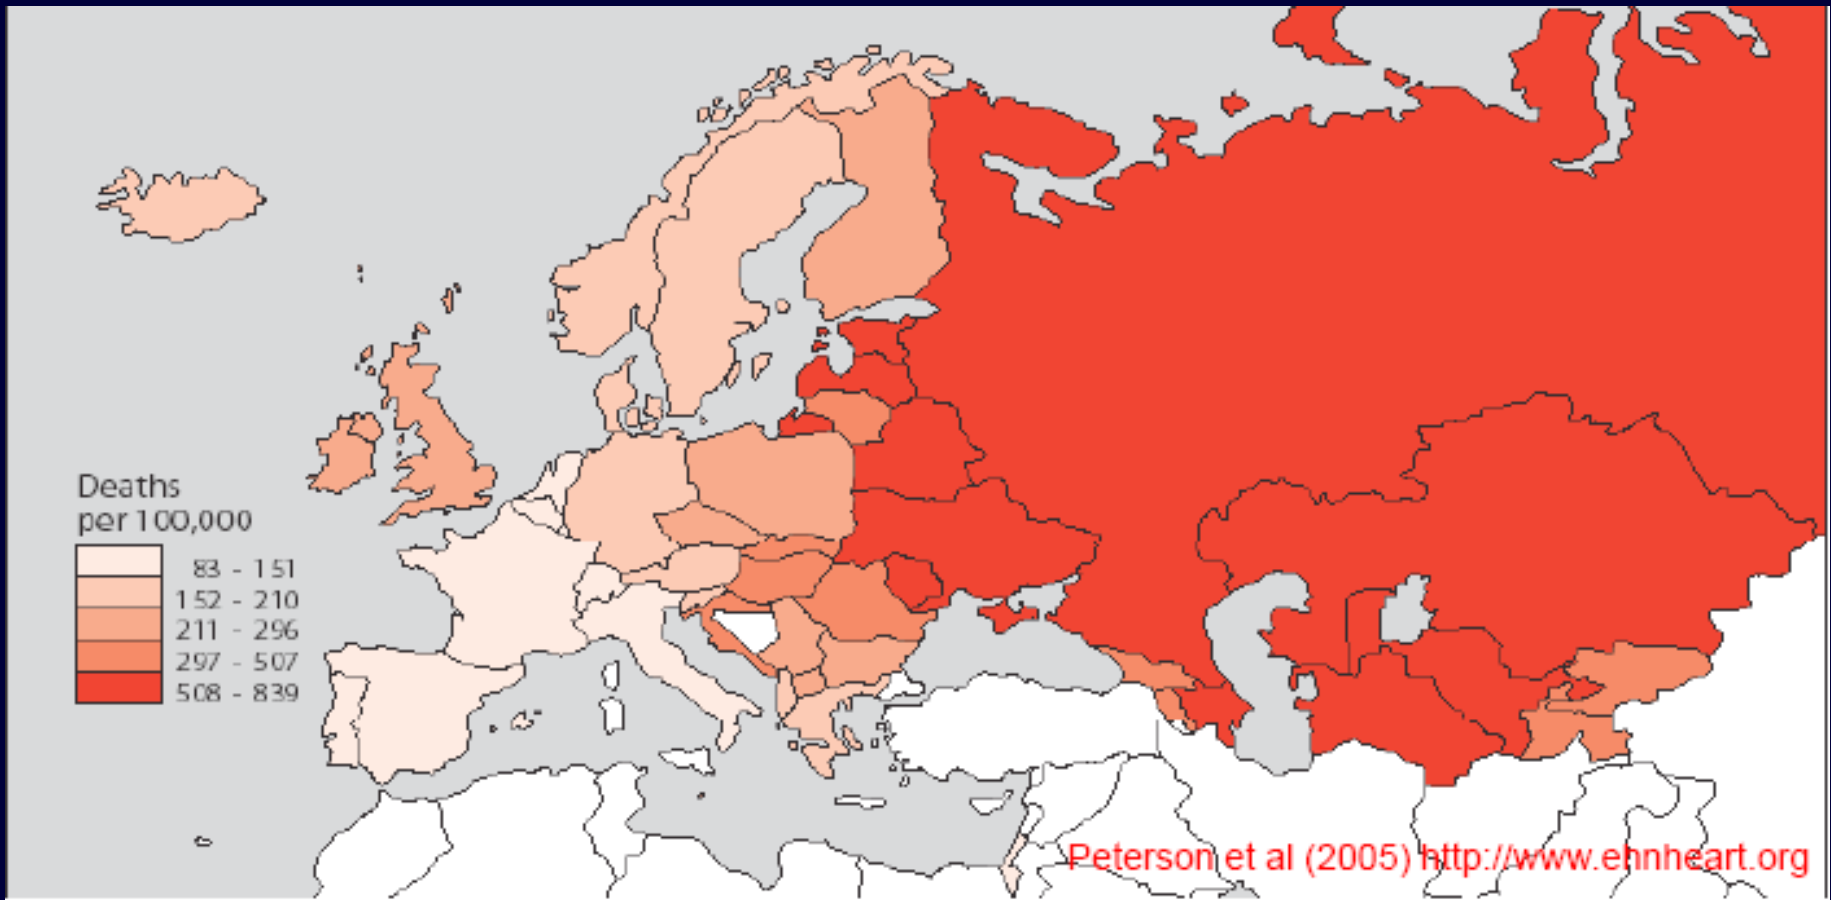 Deaths
per 100,000
83 - 151
152 - 210
211 - 296
297 - 507
508 - 839
Peterson et al (2005) http://www.ehnheart.org